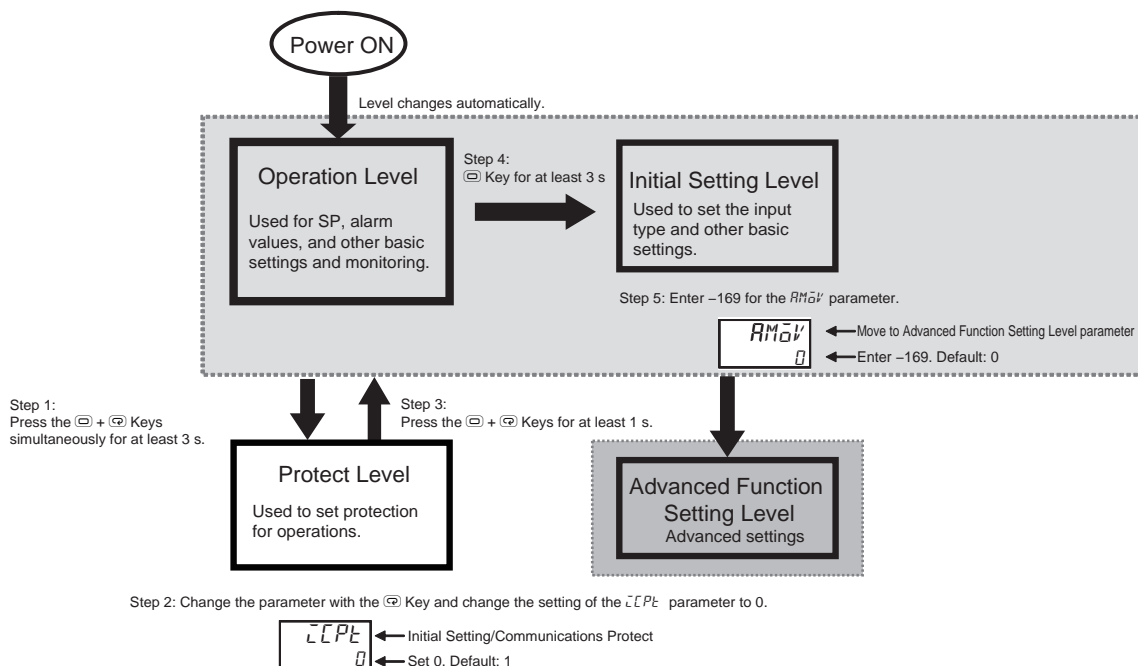 Power ON
Level changes automatically.
Operation Level
Used for SP, alarm
values, and other basic
settings and monitoring.
Step 4:
Key for at least 3 s
Initial Setting Level
Used to set the input
type and other basic
settings.
Step 5: Enter –169 for the AMOV parameter.
AMOV
Move to Advanced Function Setting Level parameter
0
Enter –169. Default: 0
Step 1:
Press the + Keys
simultaneously for at least 3 s.
Step 3:
Press the + Keys for at least 1 s.
Protect Level
Used to set protection
for operations.
Advanced Function
Setting Level
Advanced settings
Step 2: Change the parameter with the Key and change the setting of the ICPT parameter to 0.
ICPT
Initial Setting/Communications Protect
0
Set 0. Default: 1